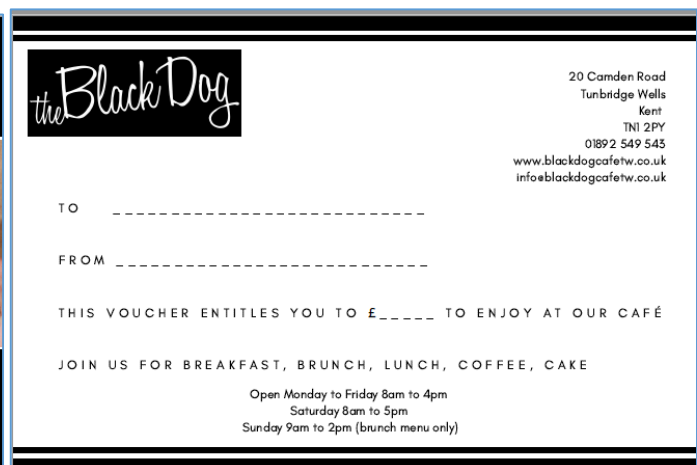 the Black Dog
20 Camden Road
Tunbridge Wells
Kent
TN1 2PY
01892 549 543
www.blackdogcafetw.co.uk
info@blackdogcafetw.co.uk
TO ___________________________
FROM ___________________________
THIS VOUCHER ENTITLES YOU TO £_____ TO ENJOY AT OUR CAFÉ
JOIN US FOR BREAKFAST, BRUNCH, LUNCH, COFFEE, CAKE
Open Monday to Friday 8am to 4pm
Saturday 8am to 5pm
Sunday 9am to 2pm (brunch menu only)